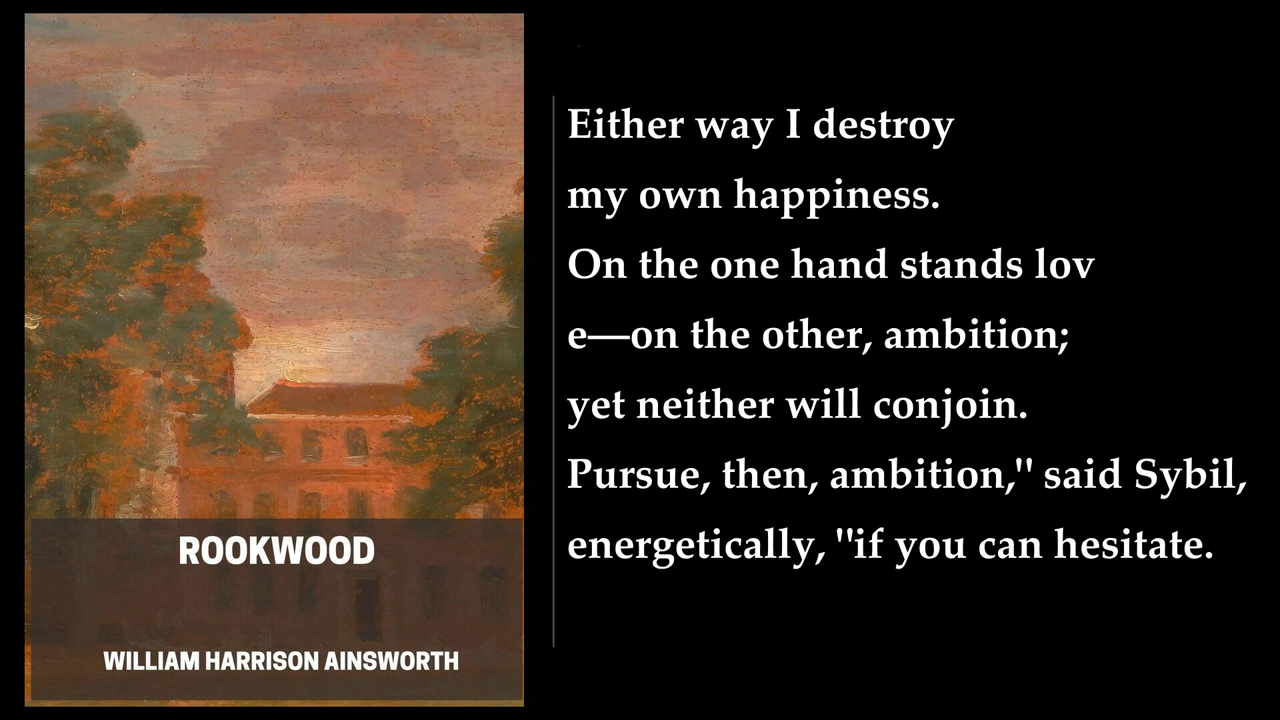 ROOKWOOD
WILLIAM HARRISON AINSWORTH
Either way I destroy
my own happiness.
On the one hand stands lov
e—on the other, ambition;
yet neither will conjoin.
Pursue, then, ambition," said Sybil,
energetically, "if you can hesitate.